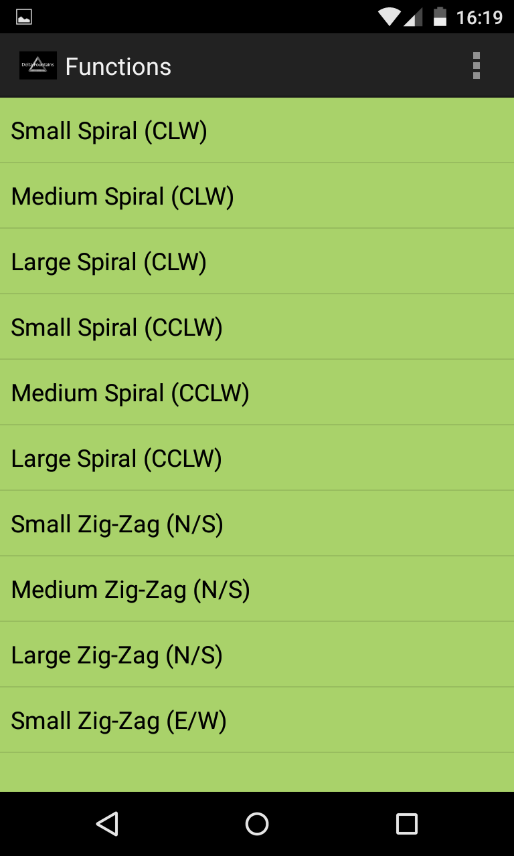 16:19
Functions
Small Spiral (CLW)
Medium Spiral (CLW)
Large Spiral (CLW)
Small Spiral (CCLW)
Medium Spiral (CCLW)
Large Spiral (CCLW)
Small Zig-Zag (N/S)
Medium Zig-Zag (N/S)
Large Zig-Zag (N/S)
Small Zig-Zag (E/W)